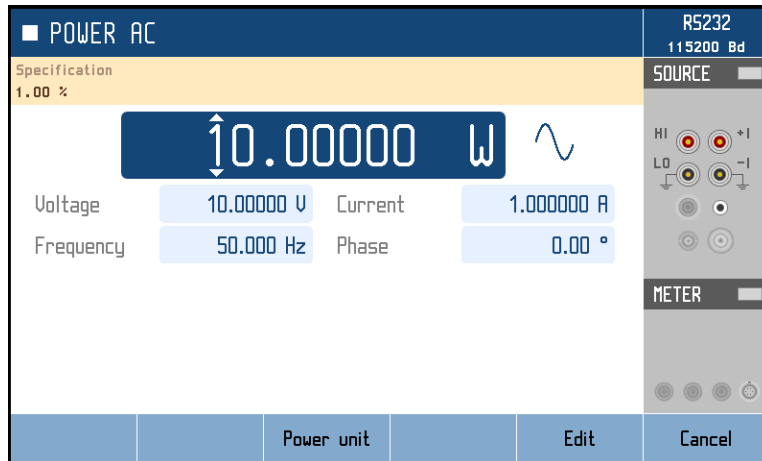 POWER AC
RS232
115200 Bd
Specification
1.00 %
SOURCE
10.00000 W
HI +I
LO -I
Voltage 10.00000 V Current 1.000000 A
Frequency 50.000 Hz Phase 0.00 °
METER
Power unit Edit Cancel